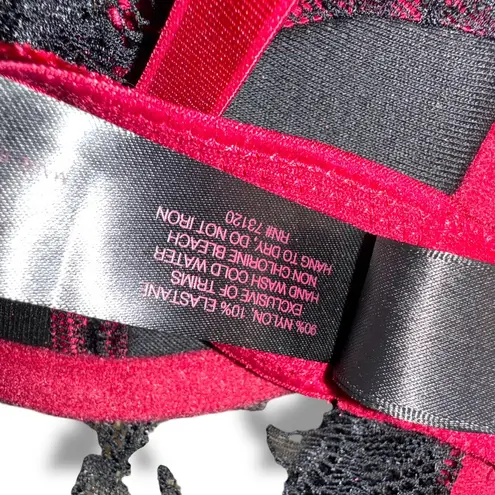 90% NYLON, 10% ELASTANE
EXCLUSIVE OF TRIMS
HAND WASH COLD WATER
NON CHLORINE BLEACH
HANG TO DRY, DO NOT IRON
RN# 73120